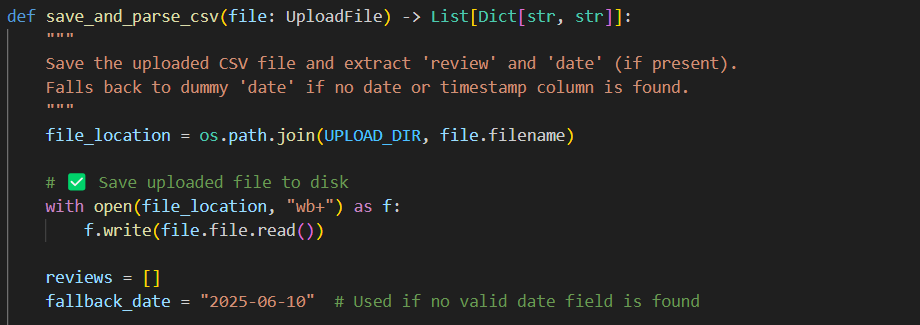 def save_and_parse_csv(file: UploadFile) -> List[Dict[str, str]]:
    """
    Save the uploaded CSV file and extract 'review' and 'date' (if present).
    Falls back to dummy 'date' if no date or timestamp column is found.
    """
    file_location = os.path.join(UPLOAD_DIR, file.filename)

    # ✅ Save uploaded file to disk
    with open(file_location, "wb+") as f:
        f.write(file.file.read())

    reviews = []
    fallback_date = "2025-06-10"  # Used if no valid date field is found